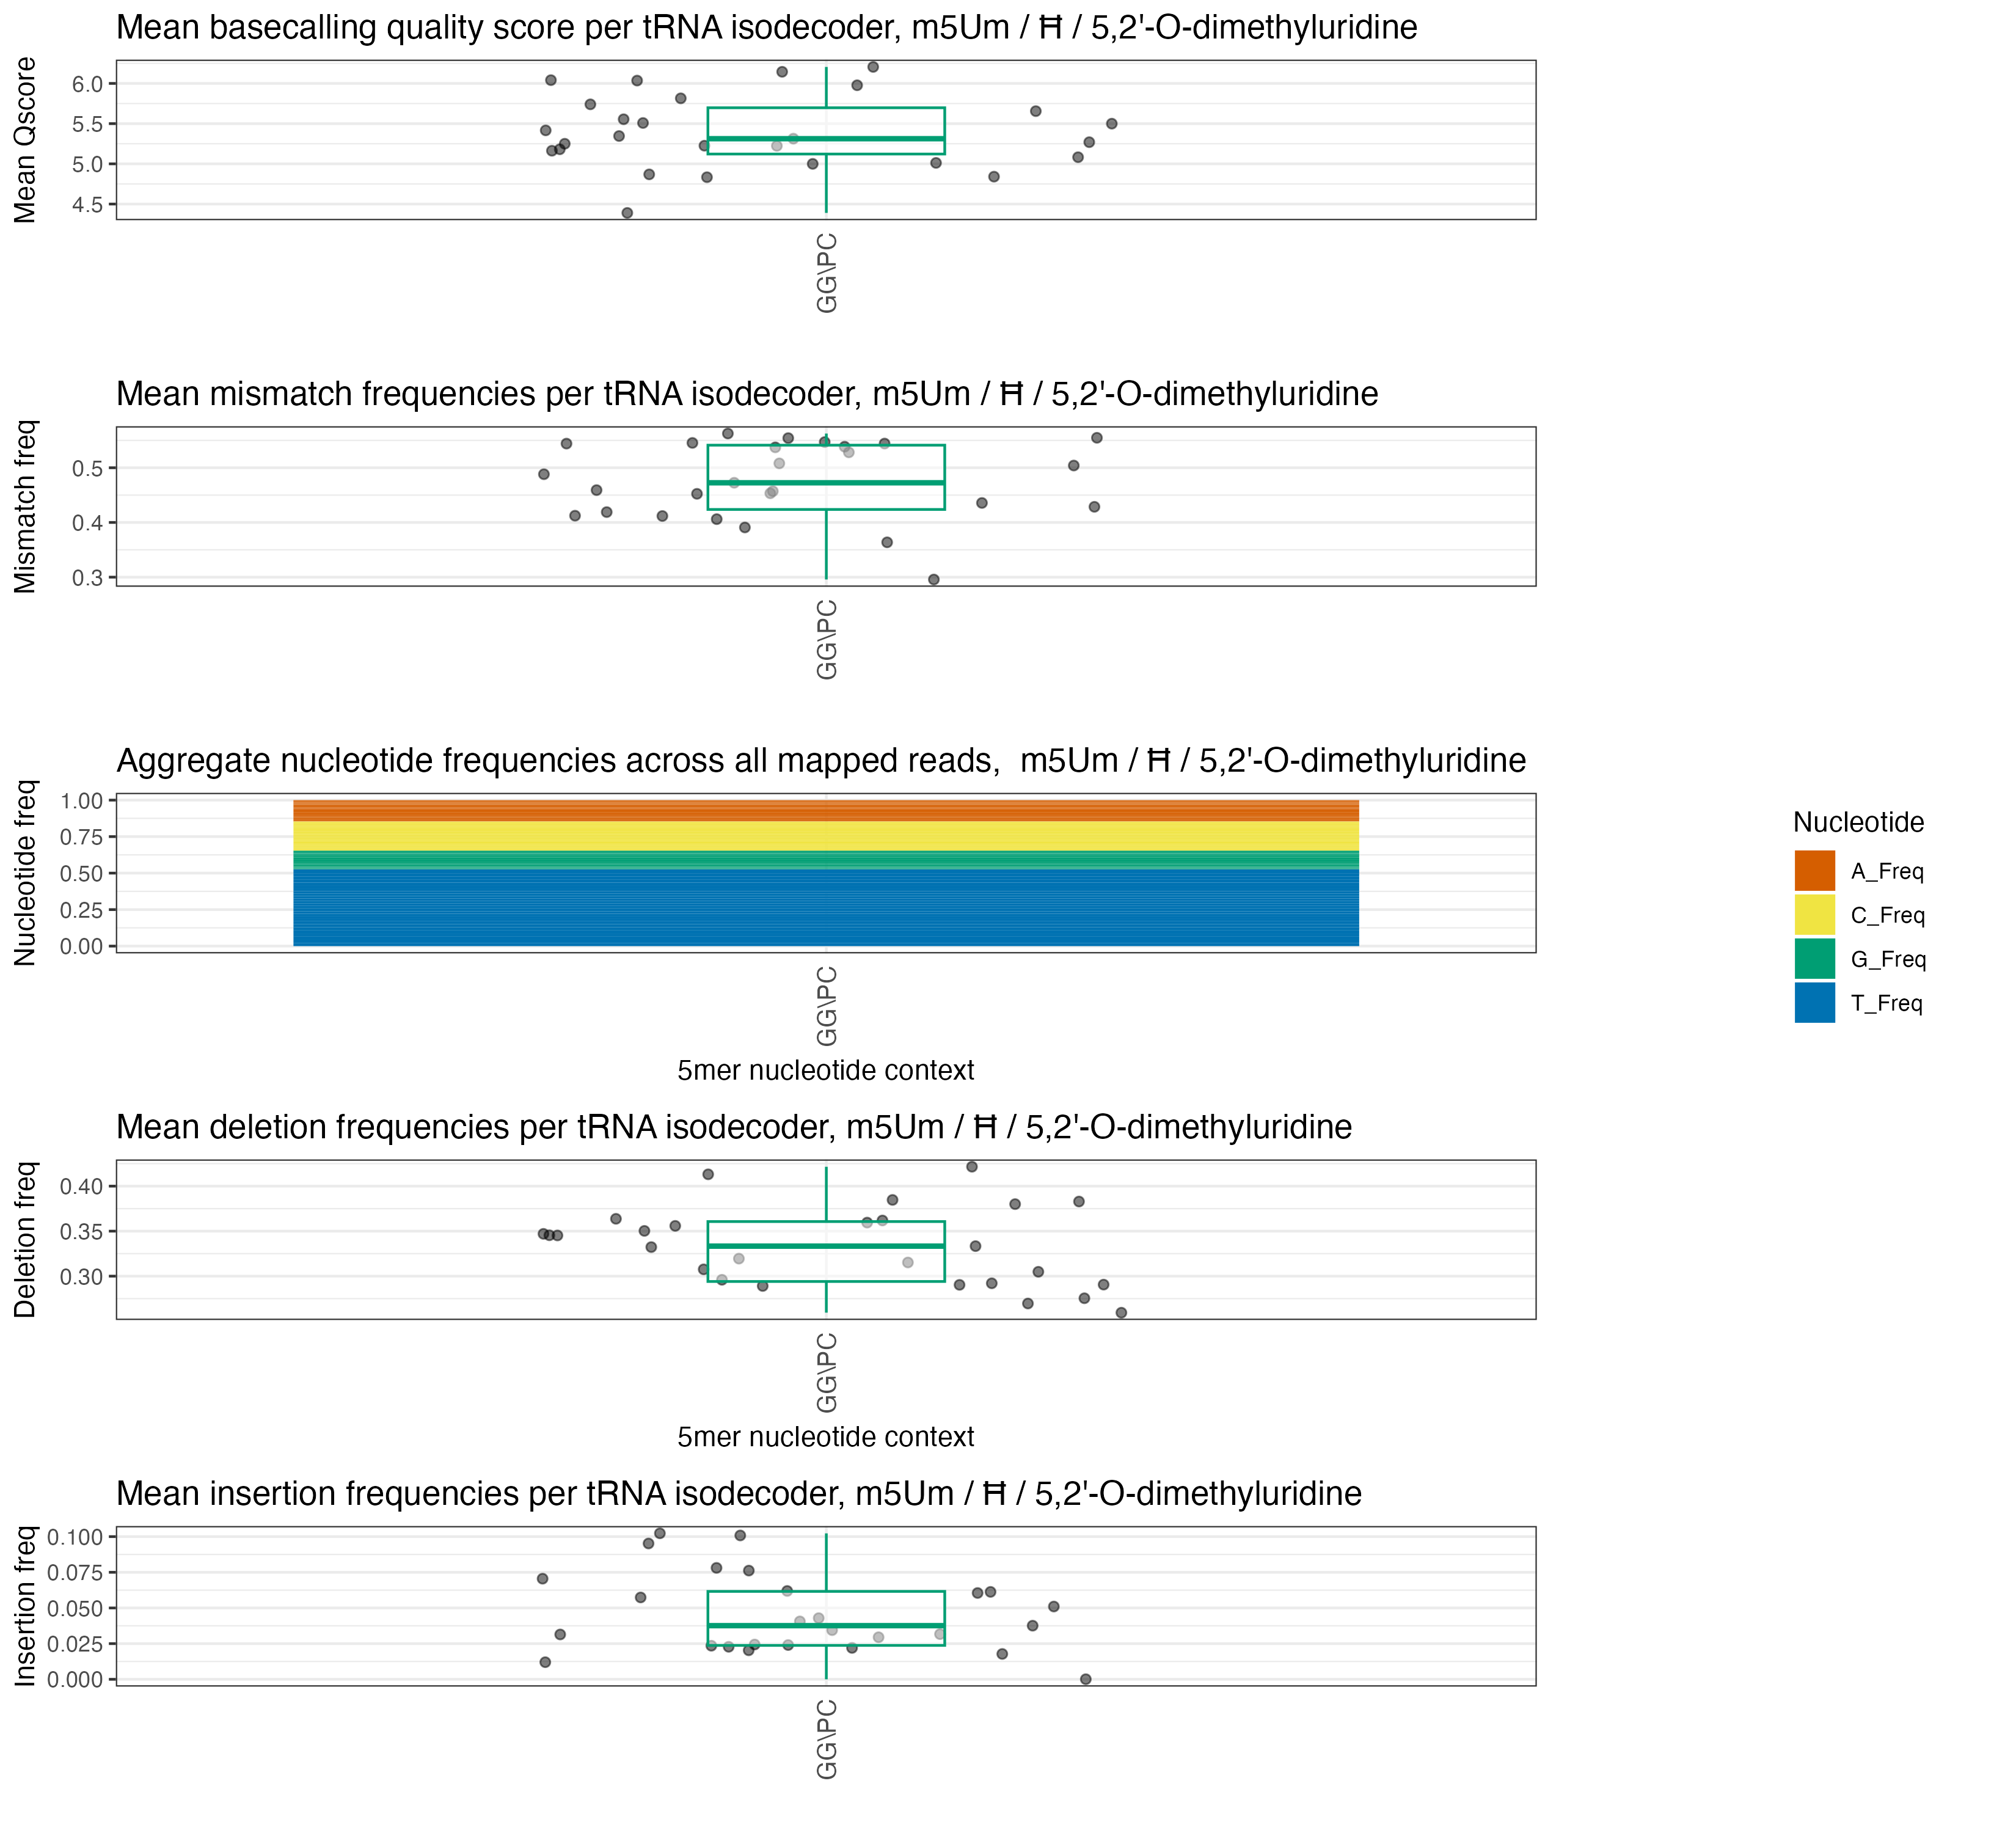 Mean basecalling quality score per tRNA isodecoder, m5Um / Ħ / 5,2'-O-dimethyluridine
Mean Qscore
6.0
5.5
5.0
4.5
GG\PC
Mean mismatch frequencies per tRNA isodecoder, m5Um / Ħ / 5,2'-O-dimethyluridine
Mismatch freq
0.5
0.4
0.3
GG\PC
Aggregate nucleotide frequencies across all mapped reads,  m5Um / Ħ / 5,2'-O-dimethyluridine
Nucleotide freq
1.00
0.75
0.50
0.25
0.00
GG\PC
5mer nucleotide context
Nucleotide
A_Freq
C_Freq
G_Freq
T_Freq
Mean deletion frequencies per tRNA isodecoder, m5Um / Ħ / 5,2'-O-dimethyluridine
Deletion freq
0.40
0.35
0.30
GG\PC
5mer nucleotide context
Mean insertion frequencies per tRNA isodecoder, m5Um / Ħ / 5,2'-O-dimethyluridine
Insertion freq
0.100
0.075
0.050
0.025
0.000
GG\PC